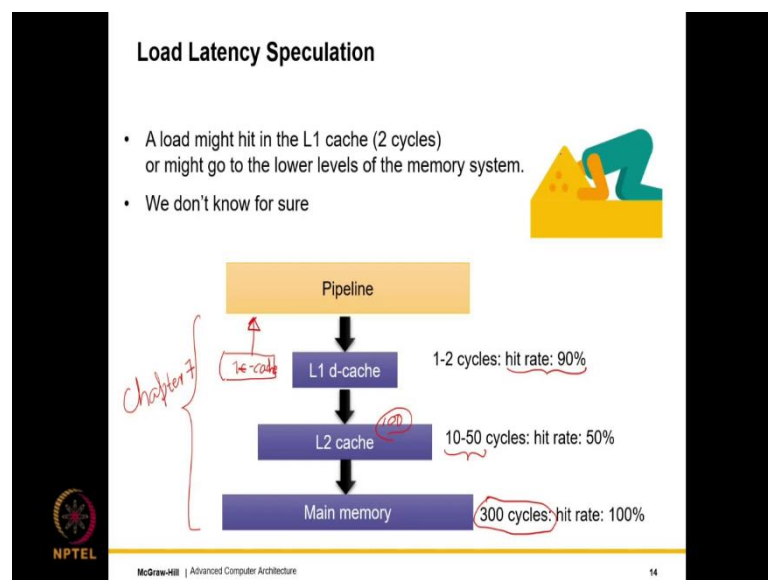 Load Latency Speculation
• A load might hit in the L1 cache (2 cycles)
or might go to the lower levels of the memory system.
• We don't know for sure
Pipeline
L1 d-cache
1-2 cycles: hit rate: 90%
Chapter 7
L2 cache
100
10-50 cycles: hit rate: 50%
Main memory
300 cycles: hit rate: 100%
NPTEL
McGraw-Hill | Advanced Computer Architecture
14